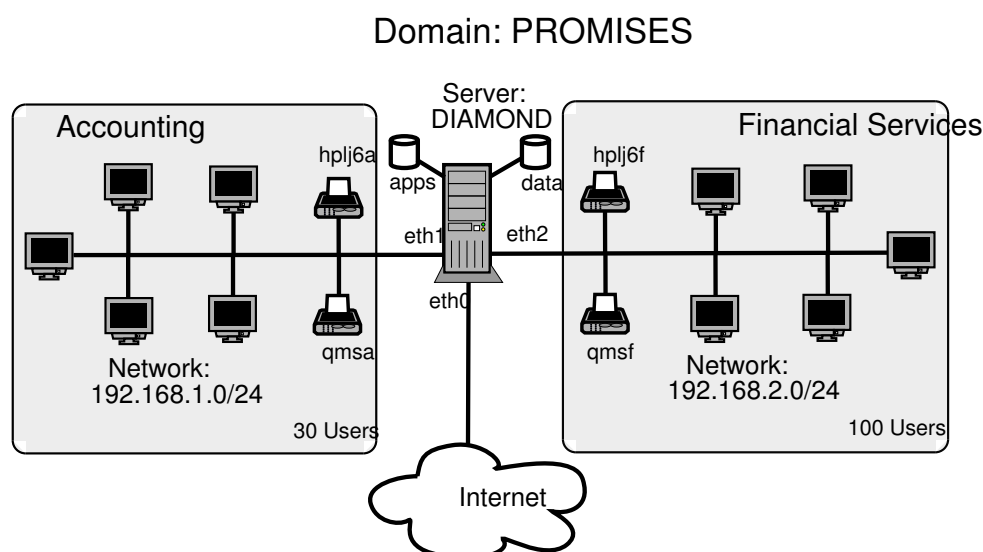 Domain: PROMISES
Server:
DIAMOND
Accounting
Financial Services
hplj6a
apps
data
hplj6f
eth1
eth2
eth0
qmsa
qmsf
Network:
192.168.1.0/24
Network:
192.168.2.0/24
30 Users
100 Users
Internet